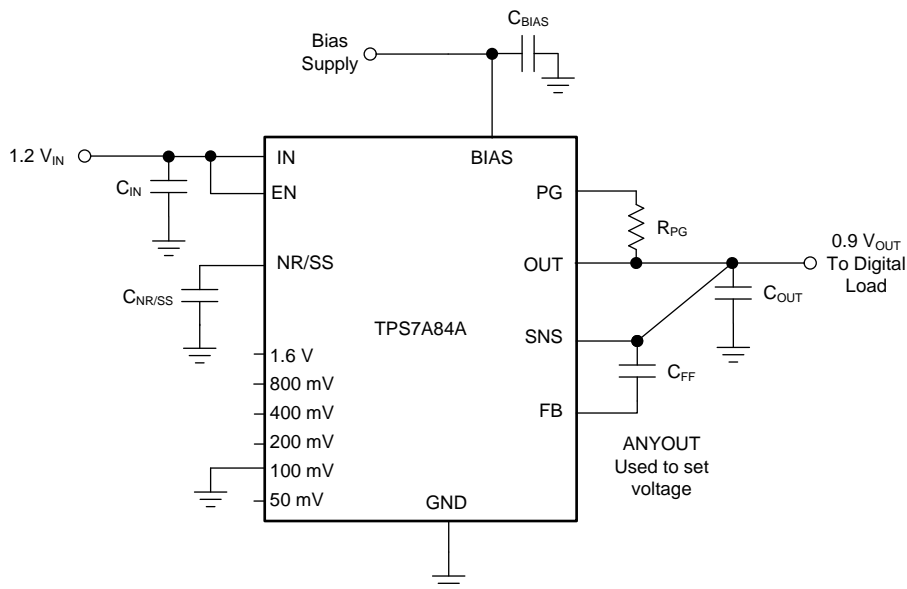 Bias
Supply
CBIAS
1.2 VIN
CIN
IN
EN
BIAS
PG
RPG
NR/SS
CNR/SS
OUT
0.9 VOUT
To Digital
Load
COUT
TPS7A84A
SNS
CFF
FB
1.6 V
800 mV
400 mV
200 mV
100 mV
50 mV
ANYOUT
Used to set
voltage
GND